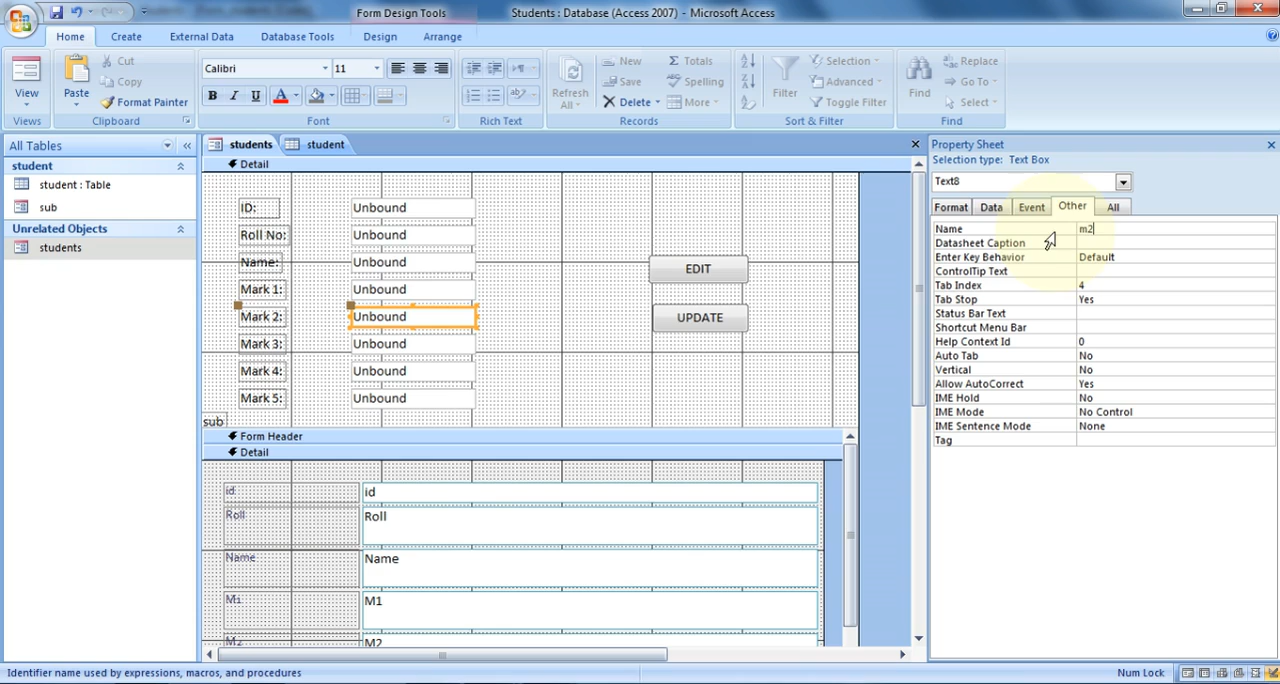 Form Design Tools
Students : Database (Access 2007) - Microsoft Access
Home
Create
External Data
Database Tools
Design
Arrange
View
Views
Paste
Cut
Copy
Format Painter
Clipboard
Calibri
11
B
I
U
A
Font
Rich Text
Refresh
All
New
Save
Delete
Σ Totals
Spelling
More
Records
Filter
Selection
Advanced
Toggle Filter
Sort & Filter
Find
Replace
Go To
Select
Find
All Tables
student
student : Table
sub
Unrelated Objects
students
students
student
Detail
ID:
Unbound
Roll No:
Unbound
Name:
Unbound
Mark 1:
Unbound
Mark 2:
Unbound
Mark 3:
Unbound
Mark 4:
Unbound
Mark 5:
Unbound
EDIT
UPDATE
sub
Form Header
Detail
id
id
Roll
Roll
Name
Name
M1
M1
M2
M2
Property Sheet
Selection type: Text Box
Text8
Format
Data
Event
Other
All
Name
m2
Datasheet Caption
Enter Key Behavior
Default
ControlTip Text
Tab Index
4
Tab Stop
Yes
Status Bar Text
Shortcut Menu Bar
Help Context Id
0
Auto Tab
No
Vertical
No
Allow AutoCorrect
Yes
IME Hold
No
IME Mode
No Control
IME Sentence Mode
None
Tag
Identifier name used by expressions, macros, and procedures
Num Lock